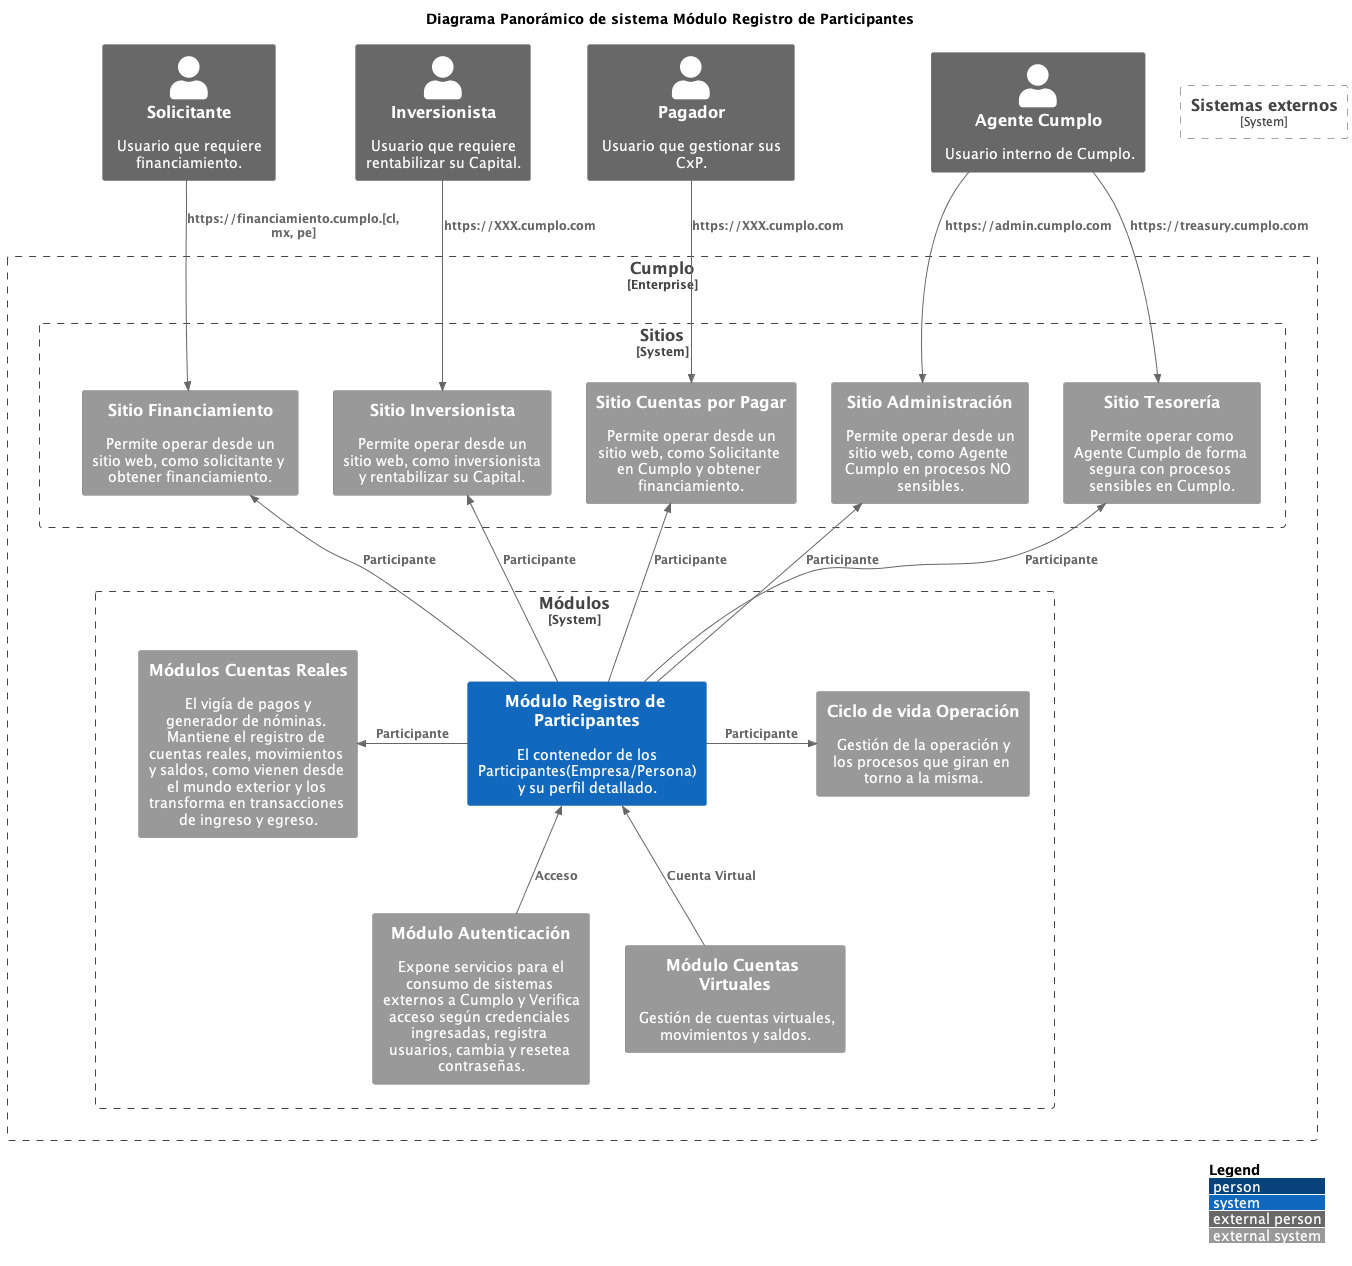 Diagrama Panorámico de sistema Módulo Registro de Participantes
Solicitante
Usuario que requiere
financiamiento.
Inversionista
Usuario que requiere
rentabilizar su Capital.
Pagador
Usuario que gestionar sus
CxP.
Agente Cumplo
Usuario interno de Cumplo.
Sistemas externos
[System]
https://financiamiento.cumplo.[cl,
mx, pe]
https://XXX.cumplo.com
https://XXX.cumplo.com
https://admin.cumplo.com
https://treasury.cumplo.com
Cumplo
[Enterprise]
Sitios
[System]
Sitio Financiamiento
Permite operar desde un
sitio web, como solicitante y
obtener financiamiento.
Sitio Inversionista
Permite operar desde un
sitio web, como inversionista
y rentabilizar su Capital.
Sitio Cuentas por Pagar
Permite operar desde un
sitio web, como Solicitante
en Cumplo y obtener
financiamiento.
Sitio Administración
Permite operar desde un
sitio web, como Agente
Cumplo en procesos NO
sensibles.
Sitio Tesorería
Permite operar como
Agente Cumplo de forma
segura con procesos
sensibles en Cumplo.
Participante
Participante
Participante
Participante
Participante
Módulos
[System]
Módulos Cuentas Reales
El vigía de pagos y
generador de nóminas.
Mantiene el registro de
cuentas reales, movimientos
y saldos, como vienen desde
el mundo exterior y los
transforma en transacciones
de ingreso y egreso.
Participante
Módulo Registro de
Participantes
El contenedor de los
Participantes(Empresa/Persona)
y su perfil detallado.
Participante
Ciclo de vida Operación
Gestión de la operación y
los procesos que giran en
torno a la misma.
Acceso
Cuenta Virtual
Módulo Autenticación
Expone servicios para el
consumo de sistemas
externos a Cumplo y Verifica
acceso según credenciales
ingresadas, registra
usuarios, cambia y resetea
contraseñas.
Módulo Cuentas
Virtuales
Gestión de cuentas virtuales,
movimientos y saldos.
Legend
person
system
external person
external system